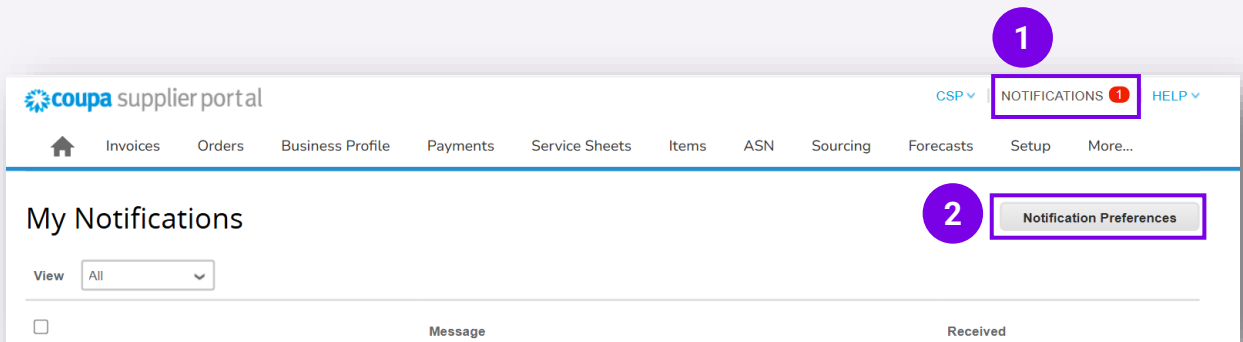 1
coupa supplier portal
CSP NOTIFICATIONS 1 HELP
Invoices Orders Business Profile Payments Service Sheets Items ASN Sourcing Forecasts Setup More...
My Notifications
2 Notification Preferences
View All
Message Received